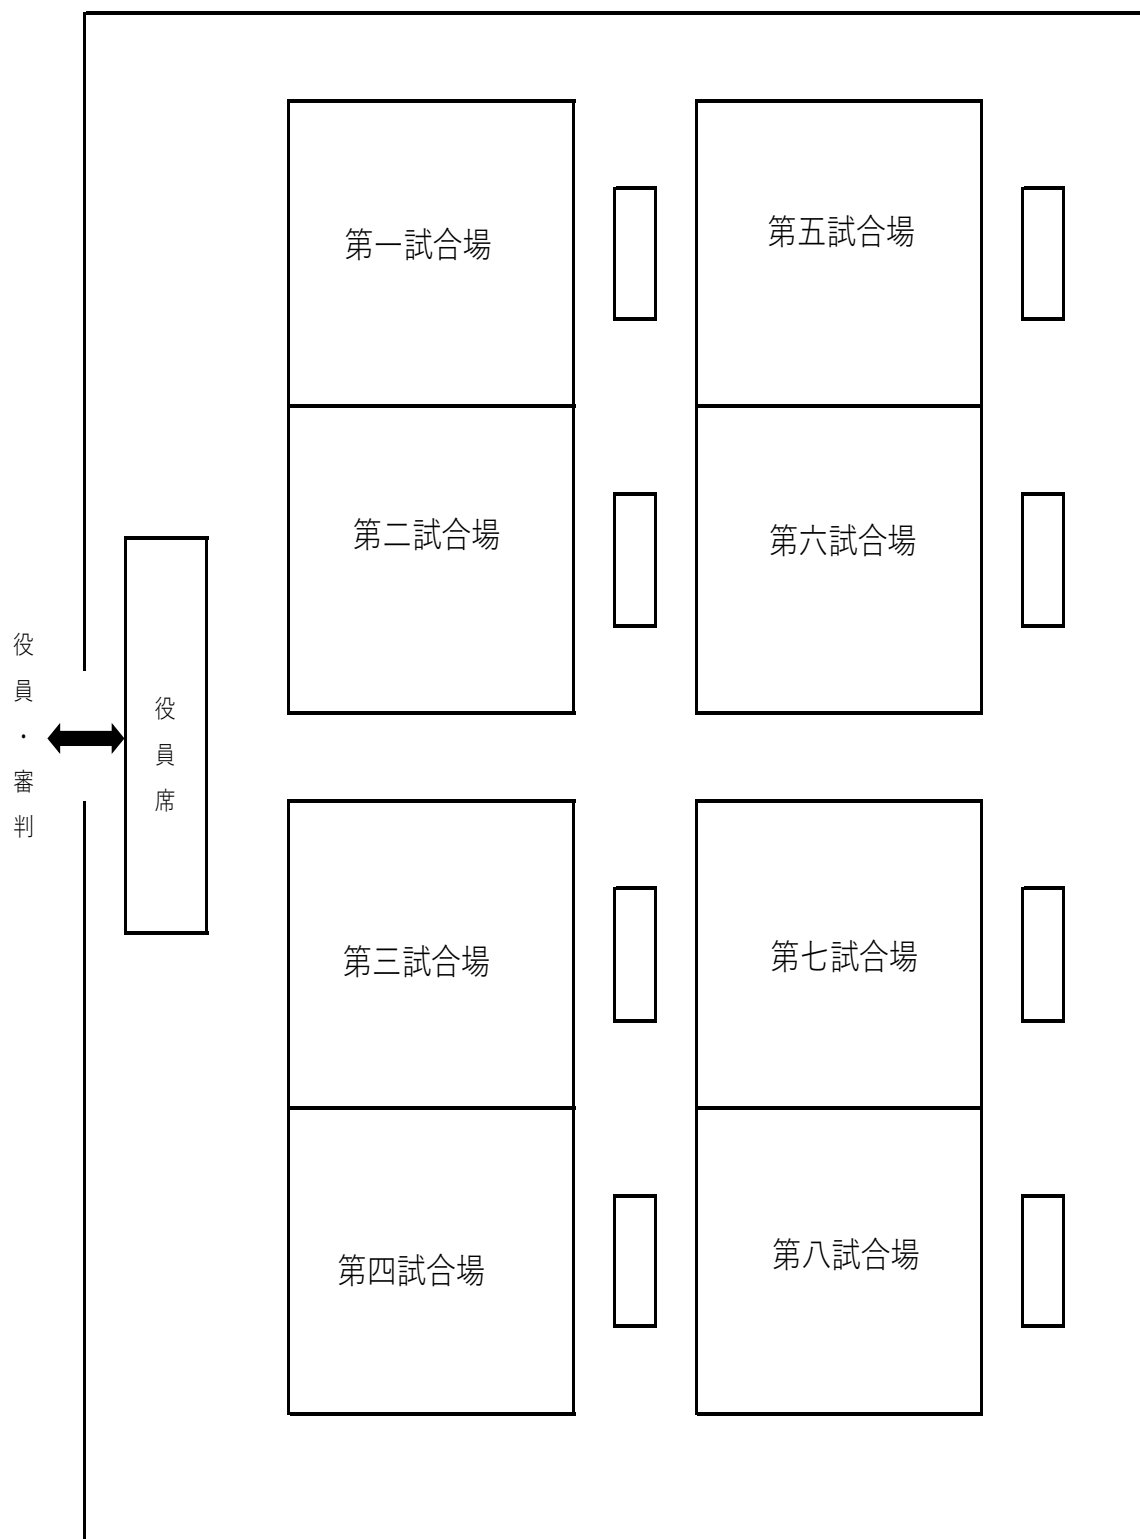 第一試合場
第五試合場
第二試合場
第六試合場
役員・審判
役員席
第三試合場
第七試合場
第四試合場
第八試合場